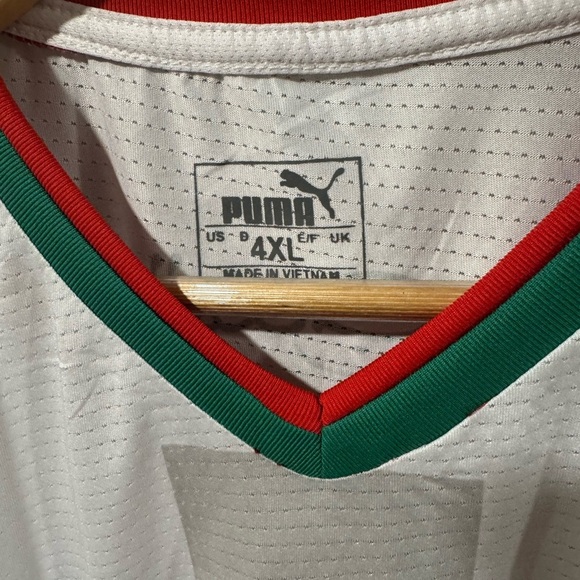 PUMA
US D E/F UK
4XL
MADE IN VIETNAM